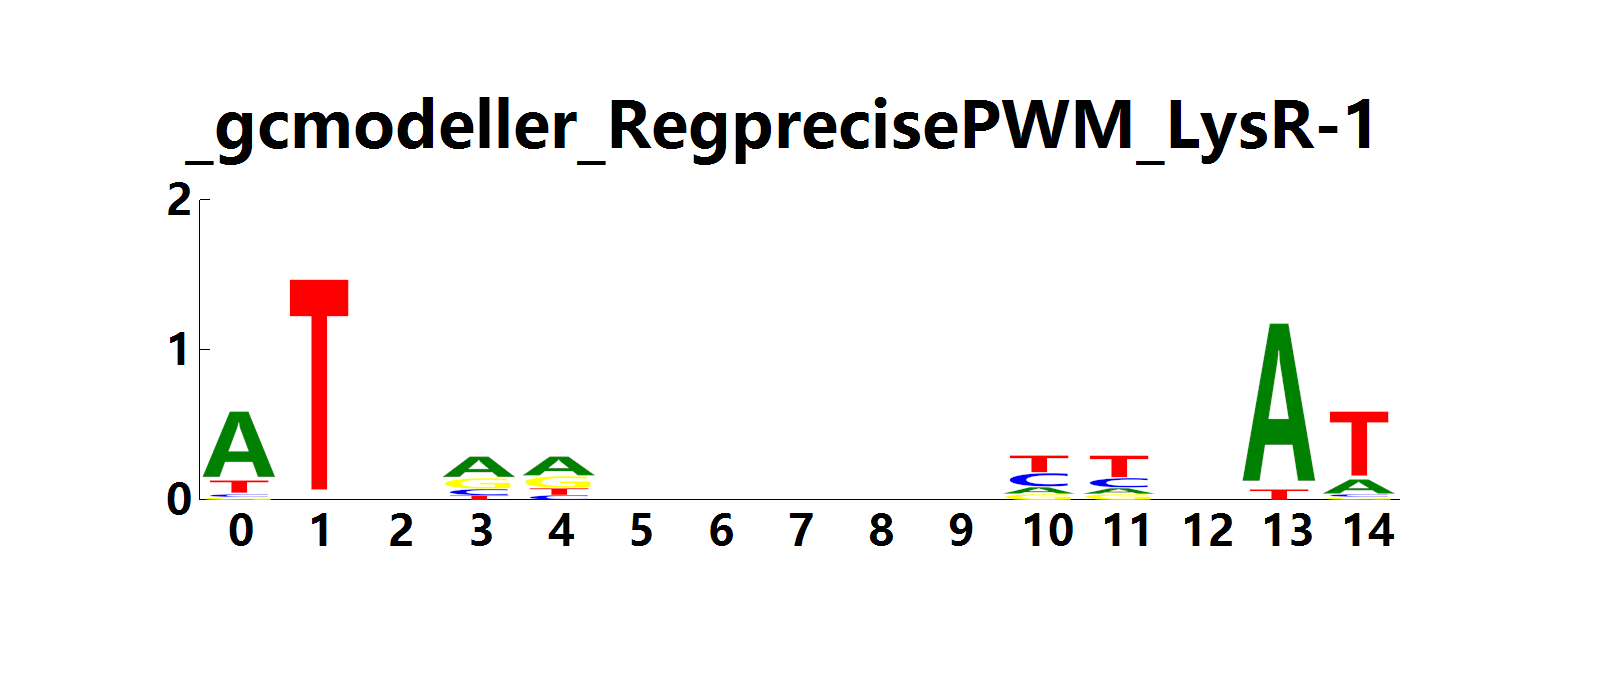 _gcmodeller_RegprecisePWM_LysR-1
2
1
0
A T A A T T A T
T G G C C A
C C T A A C
G T C G G T G
0 1 2 3 4 5 6 7 8 9 10 11 12 13 14